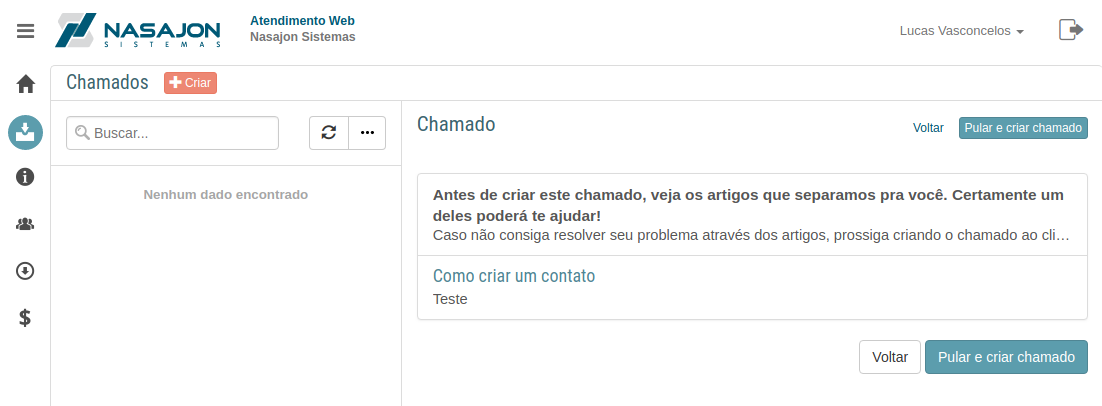 NASAJON
SISTEMAS
Atendimento Web
Nasajon Sistemas
Lucas Vasconcelos
Chamados
Criar
Buscar...
Nenhum dado encontrado
Chamado
Voltar
Pular e criar chamado
Antes de criar este chamado, veja os artigos que separamos pra você. Certamente um
deles poderá te ajudar!
Caso não consiga resolver seu problema através dos artigos, prossiga criando o chamado ao cli…
Como criar um contato
Teste
Voltar
Pular e criar chamado